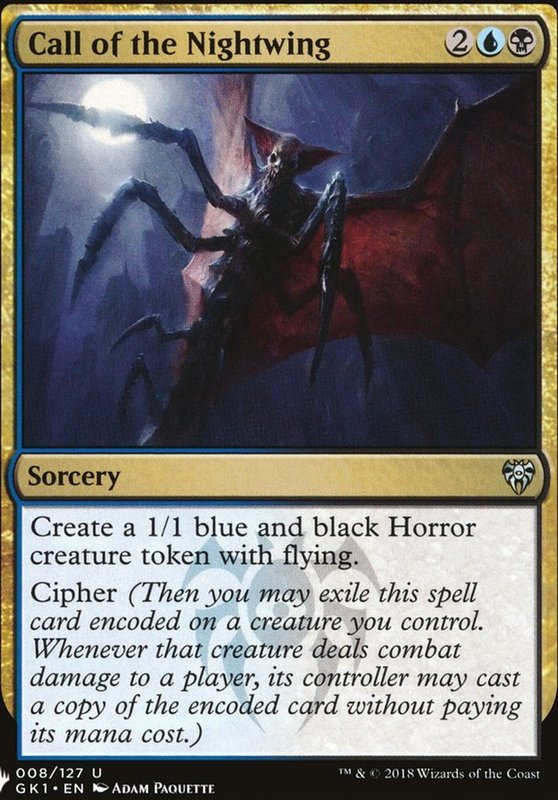 Call of the Nightwing 2
Sorcery
Create a 1/1 blue and black Horror
creature token with flying.
Cipher (Then you may exile this spell
card encoded on a creature you control.
Whenever that creature deals combat
damage to a player, its controller may cast
a copy of the encoded card without paying
its mana cost.)
008/127 U
GK1 • EN Adam Paquette
™ & © 2018 Wizards of the Coast